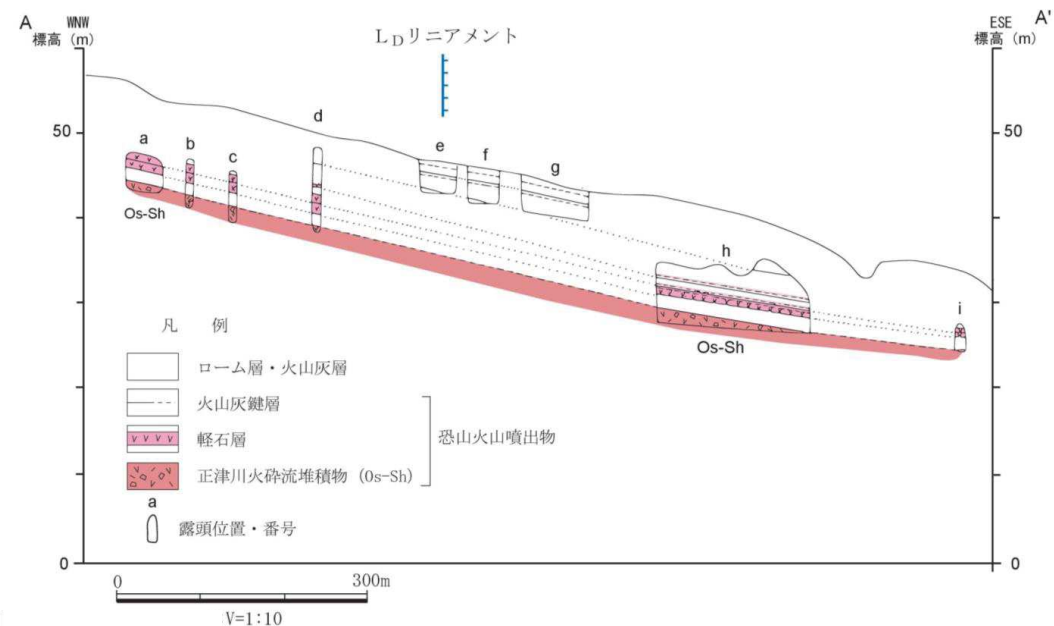 A WNW
標高（m）
ESE A'
標高（m）
LDリニアメント
50
50
a
b
c
d
e
f
g
h
i
Os-Sh
Os-Sh
凡　例
ローム層・火山灰層
火山灰鍵層
軽石層
正津川火砕流堆積物 (Os-Sh)
恐山火山噴出物
a
露頭位置・番号
0
0
0
300m
V=1:10